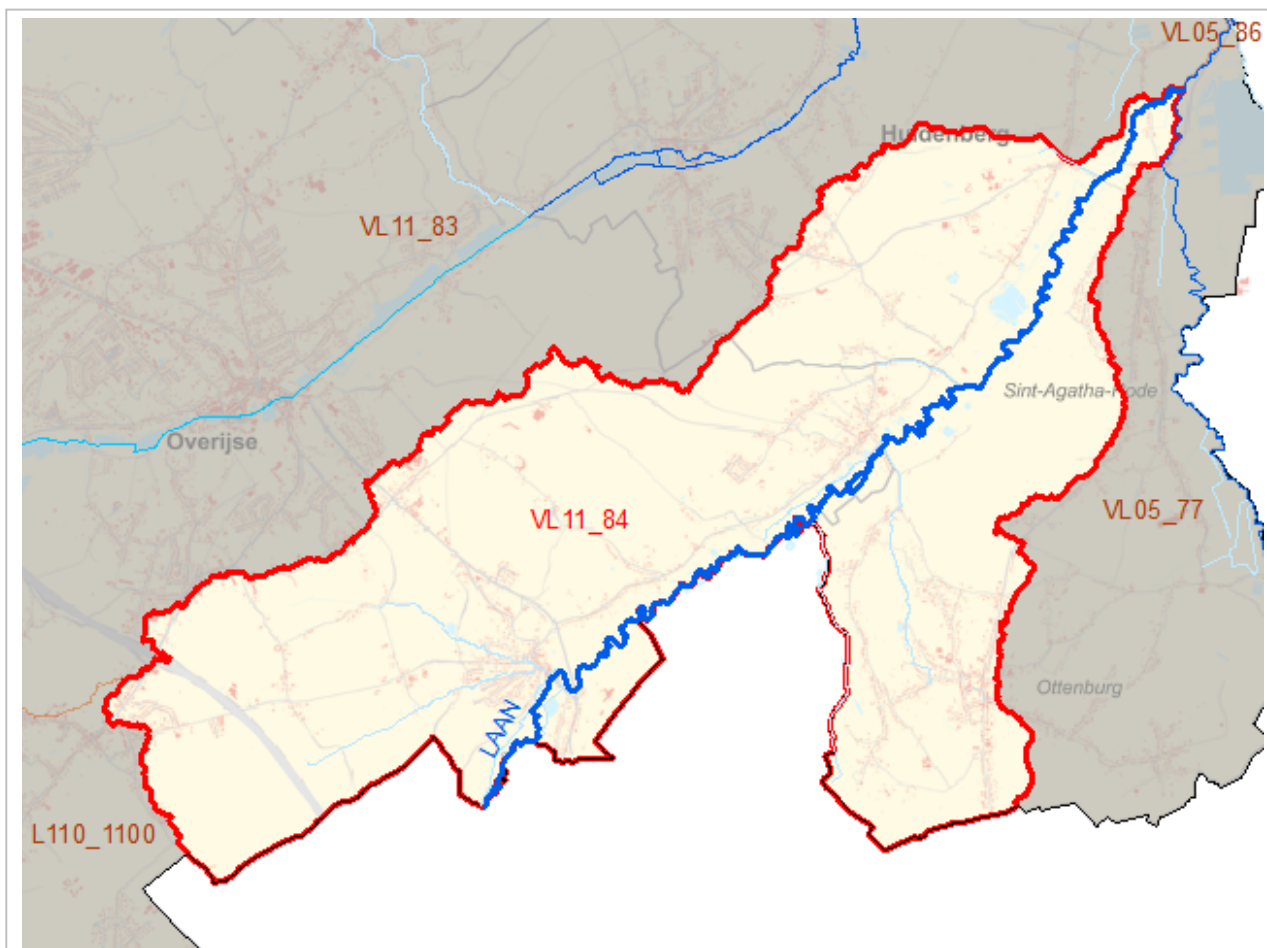 VL05_86
Huldenberg
VL11_83
Sint-Agatha-Rode
Overijse
VL05_77
VL11_84
Ottenburg
LAAN
L110_1100